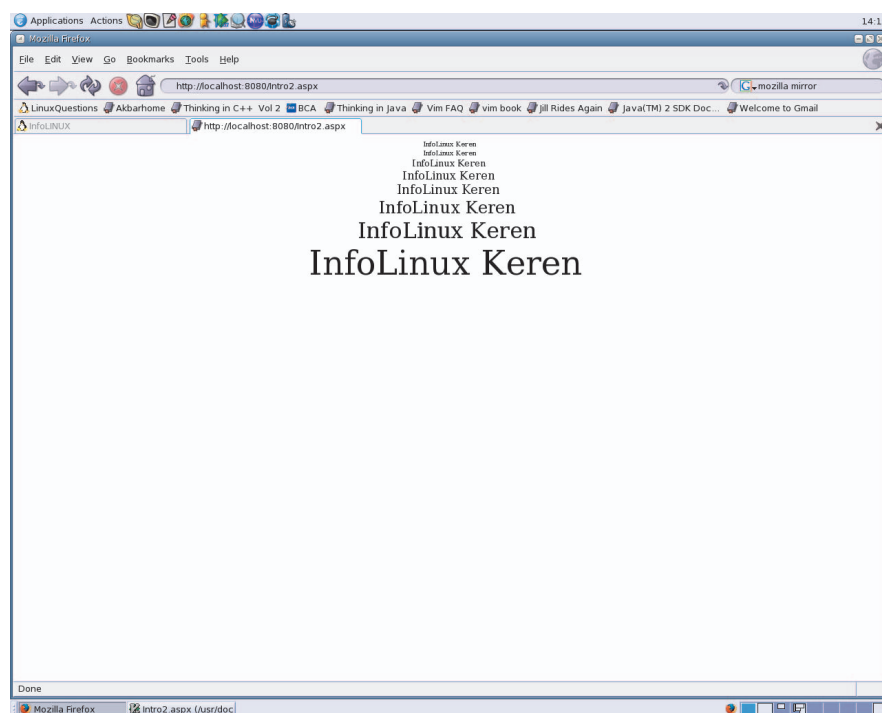 Applications Actions
14:1
Mozilla Firefox
File Edit View Go Bookmarks Tools Help
http://localhost:8080/Intro2.aspx
mozilla mirror
LinuxQuestions Akbarhome Thinking in C++ Vol 2 BCA Thinking in Java Vim FAQ vim book Jill Rides Again Java(TM) 2 SDK Doc... Welcome to Gmail
InfoLINUX http://localhost:8080/Intro2.aspx
InfoLinux Keren
InfoLinux Keren
InfoLinux Keren
InfoLinux Keren
InfoLinux Keren
InfoLinux Keren
InfoLinux Keren
InfoLinux Keren
Done
Mozilla Firefox Intro2.aspx (/usr/doc